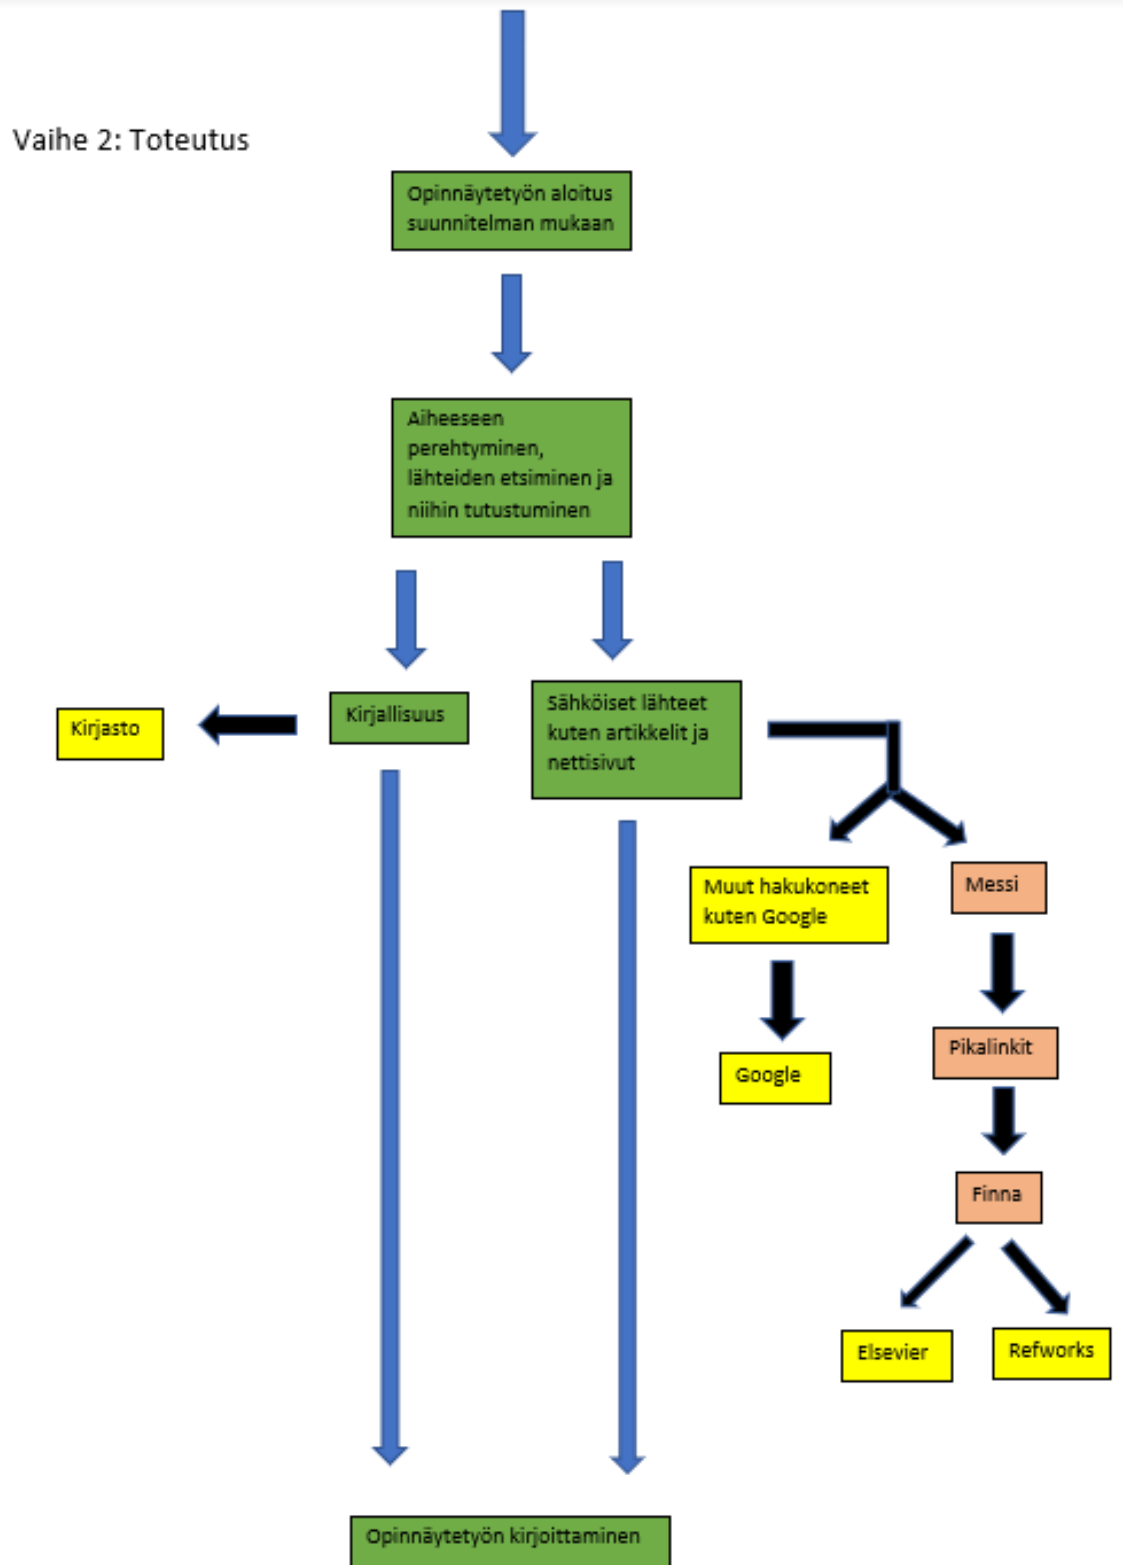 Vaihe 2: Toteutus
Opinnäytetyön aloitus
suunnitelman mukaan
Aiheeseen
perehtyminen,
lähteiden etsiminen ja
niihin tutustuminen
Kirjasto
Kirjallisuus
Sähköiset lähteet
kuten artikkelit ja
nettisivut
Muut hakukoneet
kuten Google
Messi
Google
Pikalinkit
Finna
Elsevier
Refworks
Opinnäytetyön kirjoittaminen